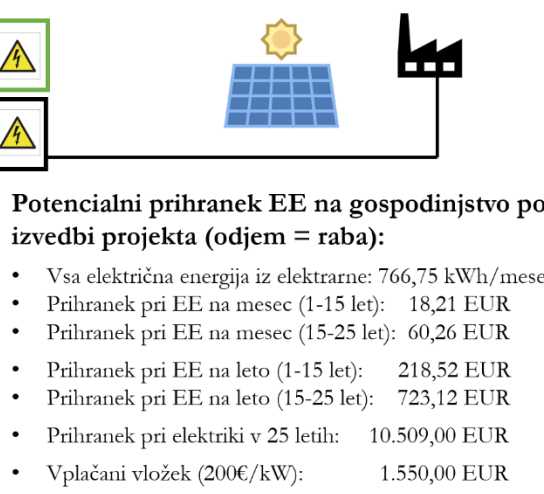 Potencialni prihranek EE na gospodinjstvo po
izvedbi projekta (odjem = raba):
• Vsa električna energija iz elektrarne: 766,75 kWh/mese
• Prihranek pri EE na mesec (1-15 let): 18,21 EUR
• Prihranek pri EE na mesec (15-25 let): 60,26 EUR
• Prihranek pri EE na leto (1-15 let): 218,52 EUR
• Prihranek pri EE na leto (15-25 let): 723,12 EUR
• Prihranek pri elektriki v 25 letih: 10.509,00 EUR
• Vplačani vložek (200€/kW): 1.550,00 EUR